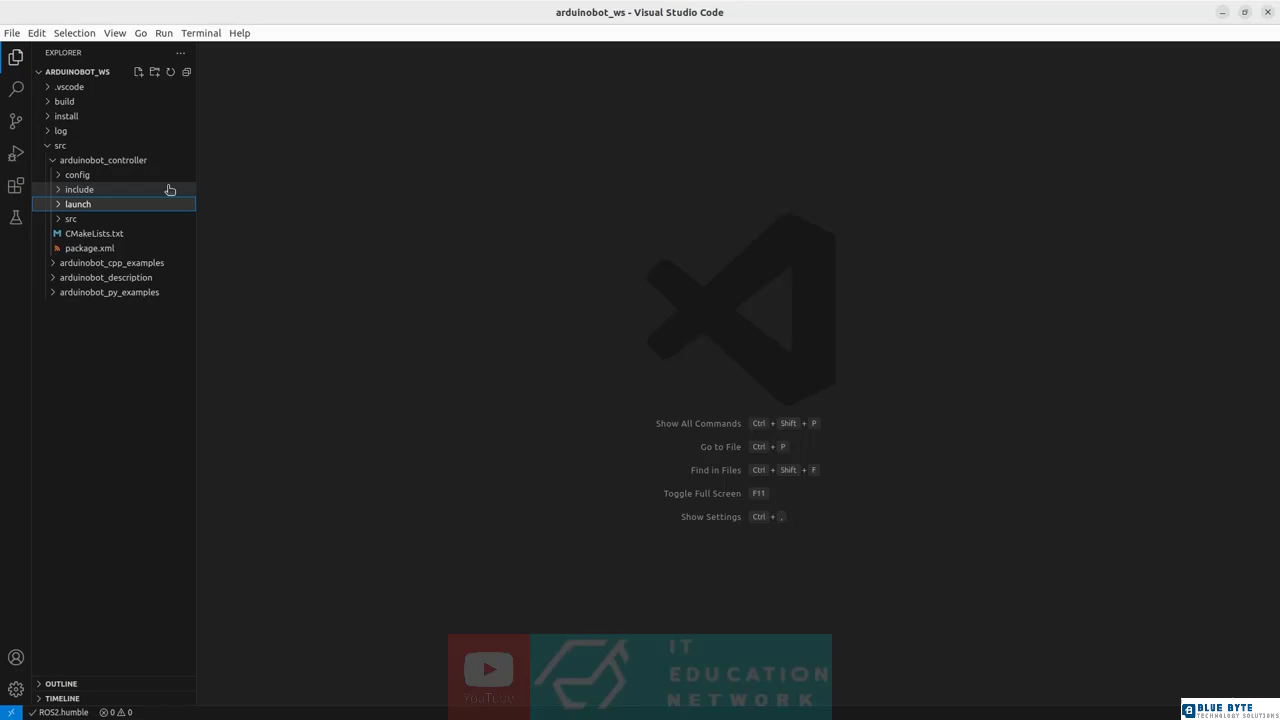 arduinobot_ws - Visual Studio Code
File Edit Selection View Go Run Terminal Help
EXPLORER
ARDUINOBOT_WS
.vscode
build
install
log
src
arduinobot_controller
config
include
launch
src
CMakeLists.txt
package.xml
arduinobot_cpp_examples
arduinobot_description
arduinobot_py_examples
Show All Commands Ctrl + Shift + P
Go to File Ctrl + P
Find in Files Ctrl + Shift + F
Toggle Full Screen F11
Show Settings Ctrl + ,
YouTube
IT
EDUCATION
NETWORK
OUTLINE
TIMELINE
ROS2.humble 0 0
BLUE BYTE
TECHNOLOGY SOLUTIONS